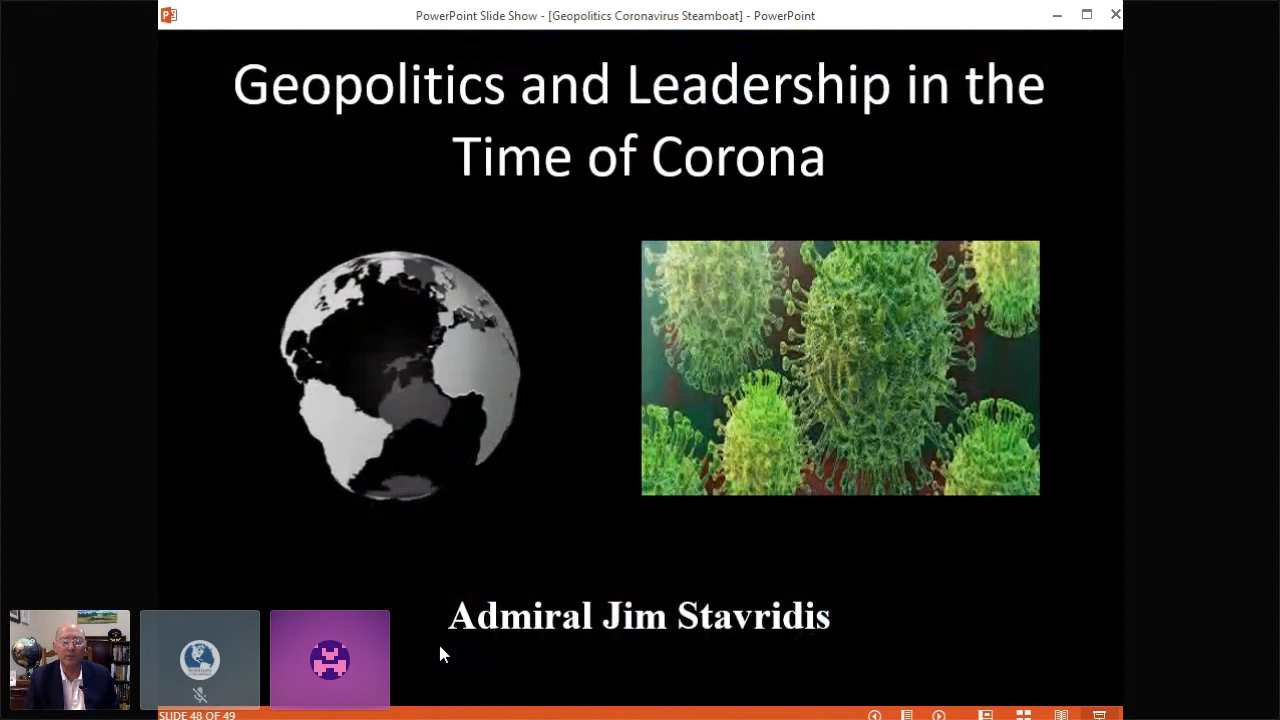 PowerPoint Slide Show - [Geopolitics Coronavirus Steamboat] - PowerPoint
Geopolitics and Leadership in the
Time of Corona
Admiral Jim Stavridis
SLIDE 48 OF 49